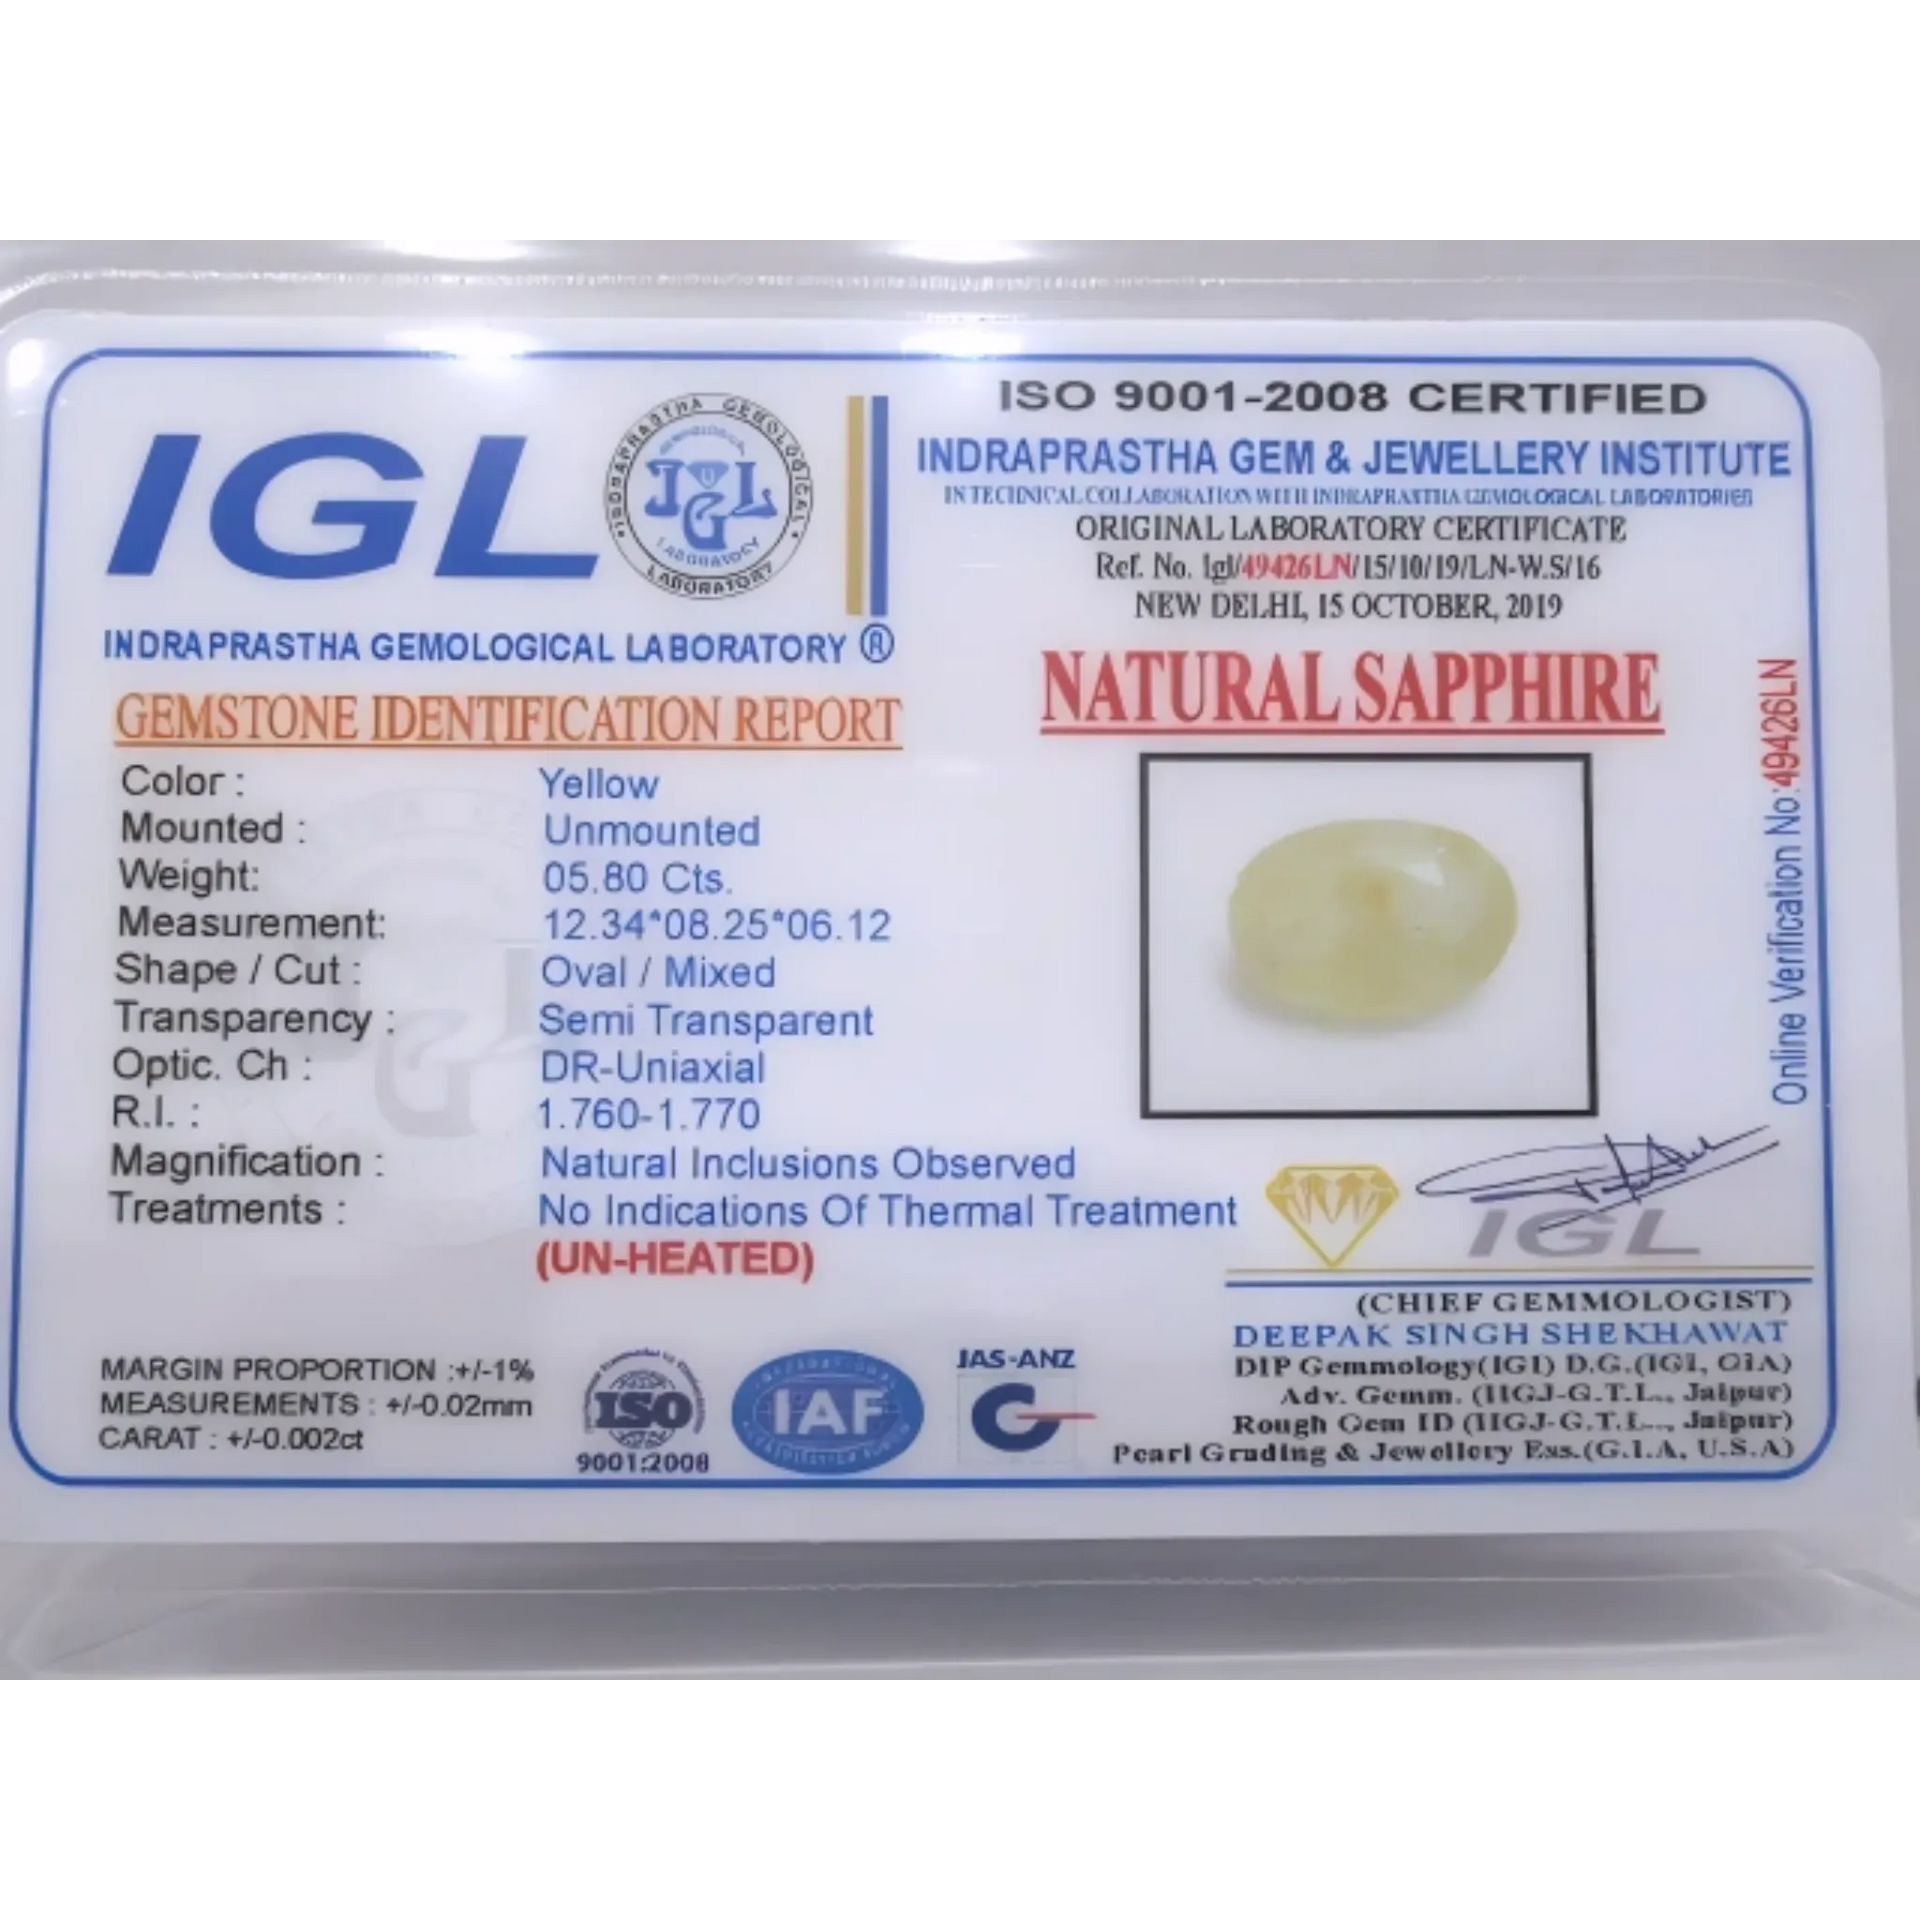 IGL
INDRAPRASTHA GEMOLOGICAL
IGL
LABORATORY
LABORATORY
INDRAPRASTHA GEMOLOGICAL LABORATORY ®
GEMSTONE IDENTIFICATION REPORT
Color : Yellow
Mounted : Unmounted
Weight: 05.80 Cts.
Measurement: 12.34*08.25*06.12
Shape / Cut : Oval / Mixed
Transparency : Semi Transparent
Optic. Ch : DR-Uniaxial
R.I. : 1.760-1.770
Magnification : Natural Inclusions Observed
Treatments : No Indications Of Thermal Treatment
(UN-HEATED)
MARGIN PROPORTION :+/-1%
MEASUREMENTS : +/-0.02mm
CARAT : +/-0.002ct
ISO
9001:2008
IAF
JAS-ANZ
ISO 9001-2008 CERTIFIED
INDRAPRASTHA GEM & JEWELLERY INSTITUTE
IN TECHNICAL COLLABORATION WITH INDRAPRASTHA GEMOLOGICAL LABORATORIES
ORIGINAL LABORATORY CERTIFICATE
Ref. No. Igl/49426LN/15/10/19/LN-W.S/16
NEW DELHI, 15 OCTOBER, 2019
NATURAL SAPPHIRE
Online Verification No:49426LN
IGL
(CHIEF GEMMOLOGIST)
DEEPAK SINGH SHEKHAWAT
DIP Gemmology(IGI) D.G.(IGI, GIA)
Adv. Gemm. (IIGJ-G.T.L.., Jaipur)
Rough Gem ID (IIGJ-G.T.L..., Jaipur)
Pearl Grading & Jewellery Ess.(G.I.A, U.S.A)